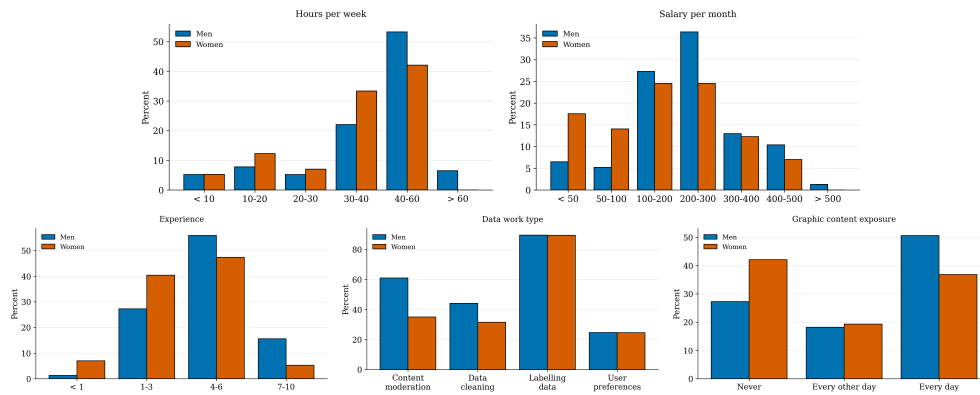 Hours per week
Men
Women
Percent
50
40
30
20
10
0
< 10
10-20
20-30
30-40
40-60
> 60
Salary per month
Men
Women
Percent
35
30
25
20
15
10
5
0
< 50
50-100
100-200
200-300
300-400
400-500
> 500
Experience
Men
Women
Percent
50
40
30
20
10
0
< 1
1-3
4-6
7-10
Data work type
Men
Women
Percent
80
60
40
20
0
Content
moderation
Data
cleaning
Labelling
data
User
preferences
Graphic content exposure
Men
Women
Percent
50
40
30
20
10
0
Never
Every other day
Every day